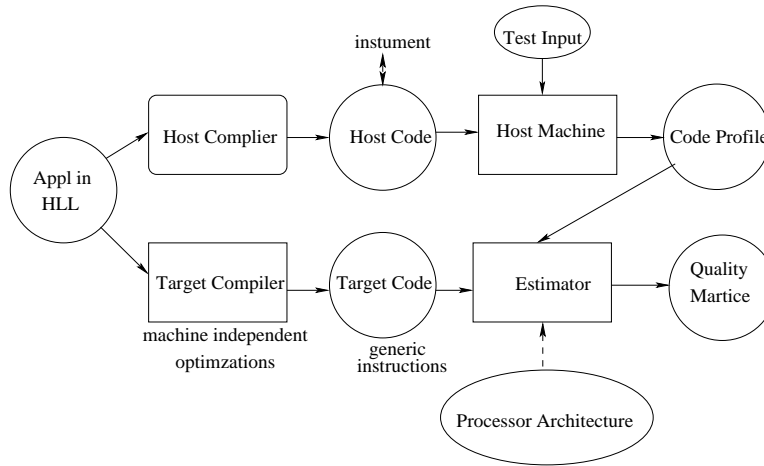 Test Input
instument
Host Complier
Host Code
Host Machine
Code Profile
Appl in
HLL
Target Compiler
Target Code
Estimator
Quality
Martice
machine independent
optimzations
generic
instructions
Processor Architecture